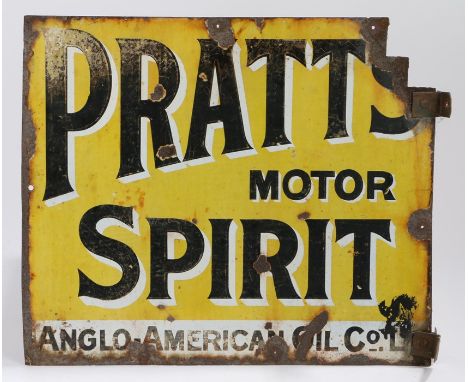 PRATTS
MOTOR
SPIRIT
ANGLO-AMERICAN OIL CO. L